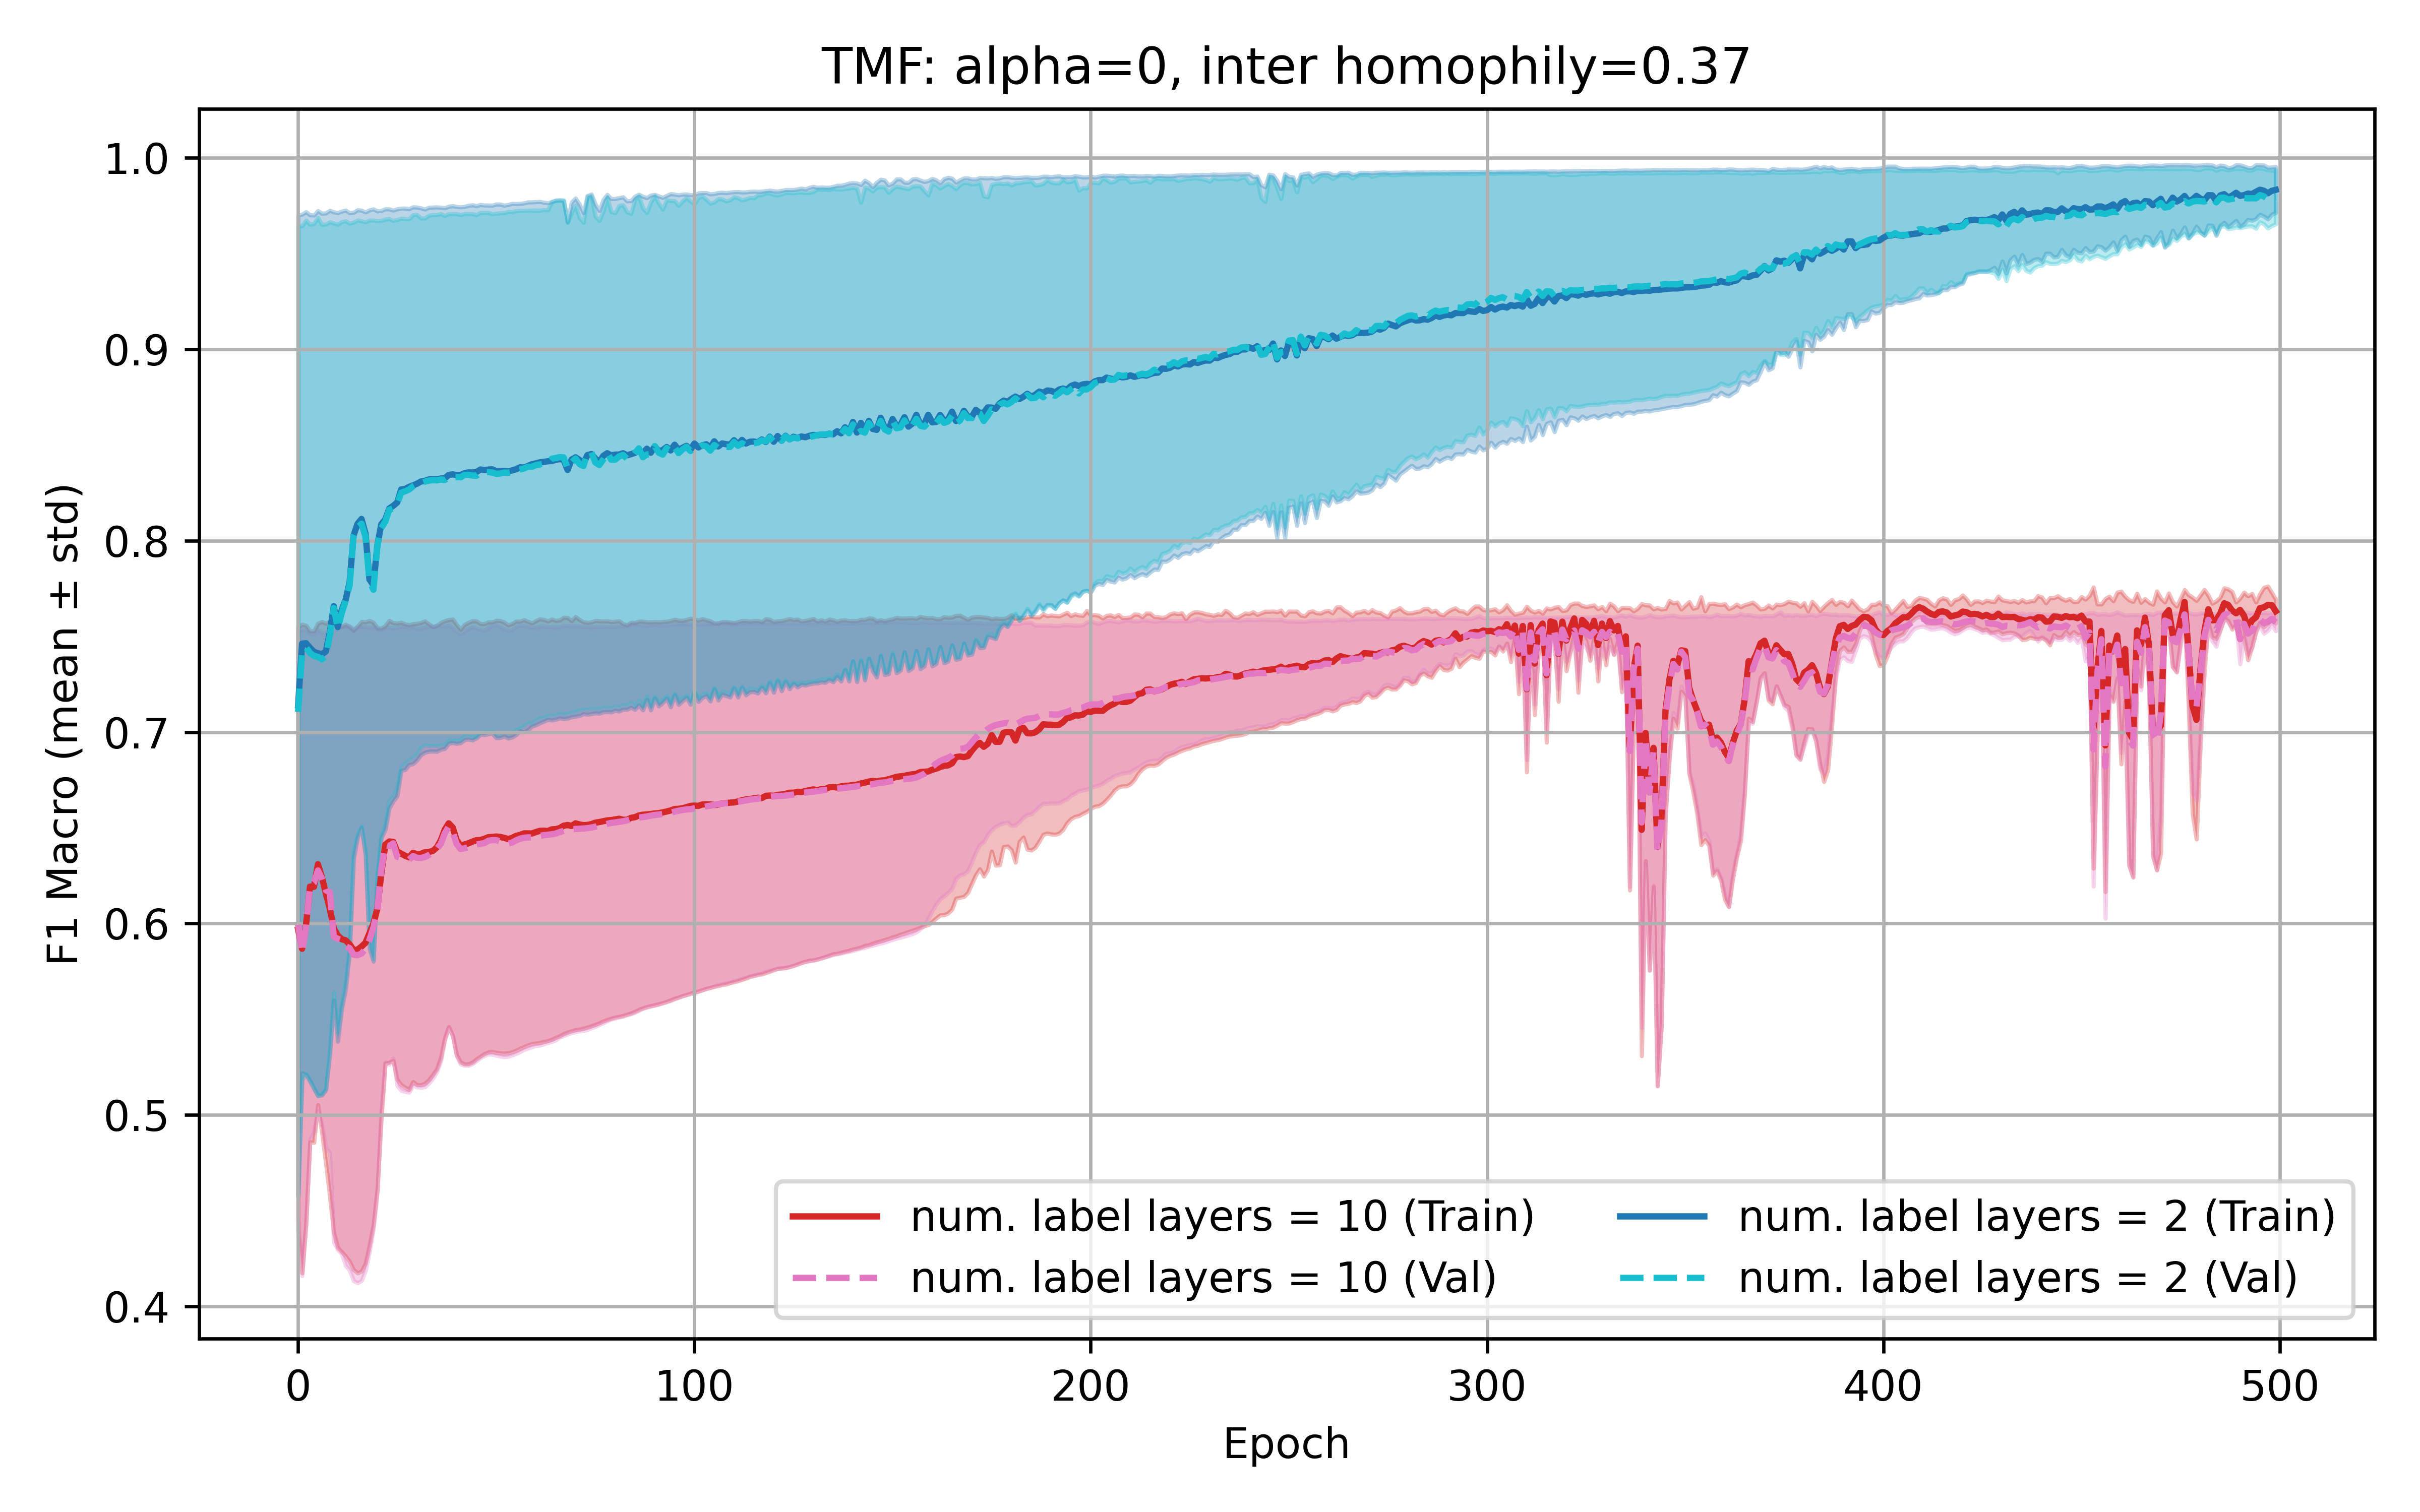 TMF: alpha=0, inter homophily=0.37
F1 Macro (mean ± std)
1.0
0.9
0.8
0.7
0.6
0.5
0.4
num. label layers = 10 (Train)
num. label layers = 10 (Val)
num. label layers = 2 (Train)
num. label layers = 2 (Val)
0 100 200 300 400 500
Epoch